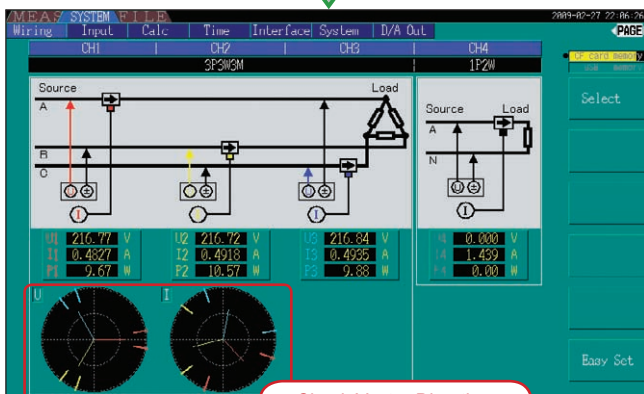 MEAS SYSTEM FILE 2009-02-27 22:06:26
Wiring Input Calc Time Interface System D/A Out PAGE
CH1 CH2 CH3 CH4
3P3W3M 1P2W
CF card memory
Source Load
Select
A
Source Load
A
B
C
N
U ± U ± U ± U ±
I I I I
U1 216.77 V U2 216.72 V U3 216.84 V 0.000 V
I1 0.4827 A I2 0.4918 A I3 0.4935 A 1.439 A
P1 9.67 W P2 10.57 W P3 9.88 W 0.00 W
U I
Easy Set